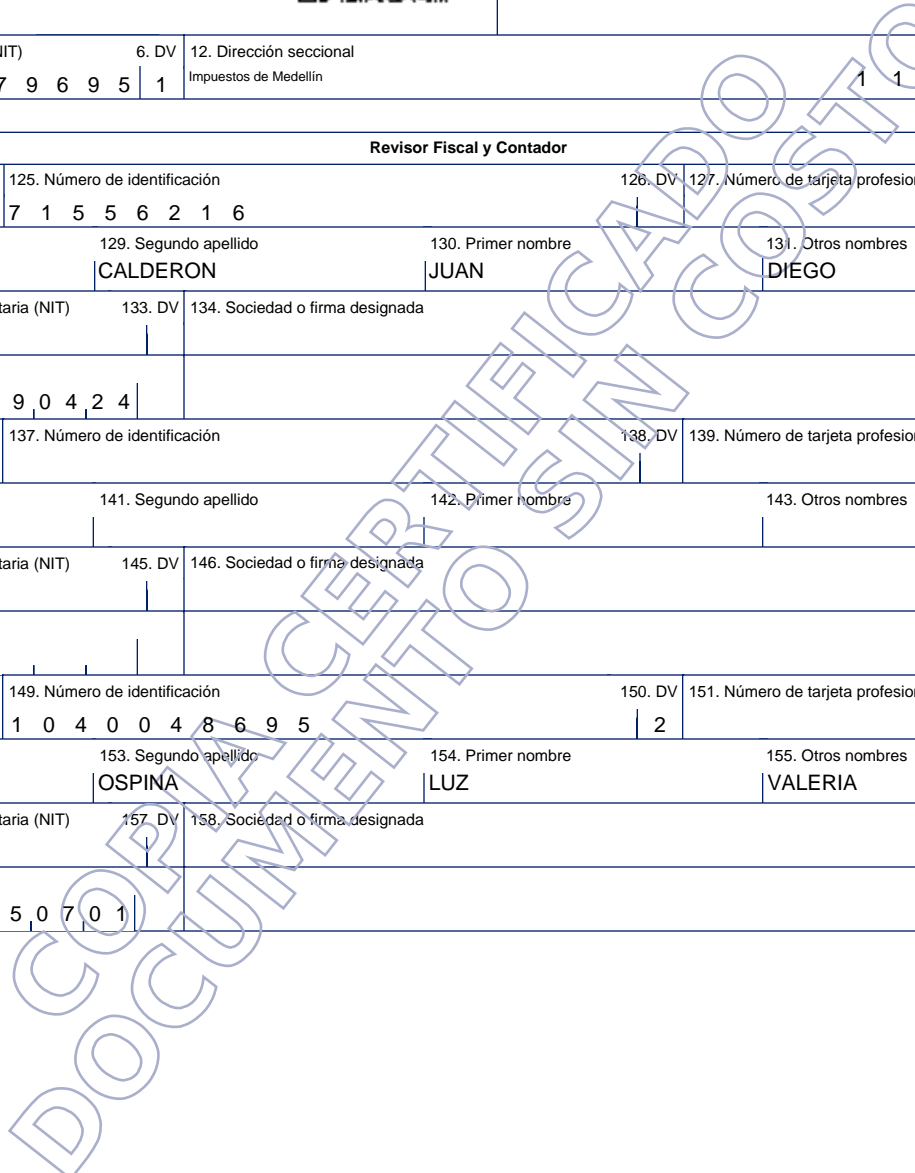 IT) 6. DV 12. Dirección seccional
7 9 6 9 5 1 Impuestos de Medellín 1 1
Revisor Fiscal y Contador
125. Número de identificación 126. DV 127. Número de tarjeta profesion
7 1 5 5 6 2 1 6
129. Segundo apellido 130. Primer nombre 131. Otros nombres
CALDERON JUAN DIEGO
taria (NIT) 133. DV 134. Sociedad o firma designada
9 0 4 2 4
137. Número de identificación 138. DV 139. Número de tarjeta profesion
141. Segundo apellido 142. Primer nombre 143. Otros nombres
taria (NIT) 145. DV 146. Sociedad o firma designada
149. Número de identificación 150. DV 151. Número de tarjeta profesion
1 0 4 0 0 4 8 6 9 5 2
153. Segundo apellido 154. Primer nombre 155. Otros nombres
OSPINA LUZ VALERIA
taria (NIT) 157. DV 158. Sociedad o firma designada
5 0 7 0 1
COPIA CERTIFICADO
DOCUMENTO SIN COSTO